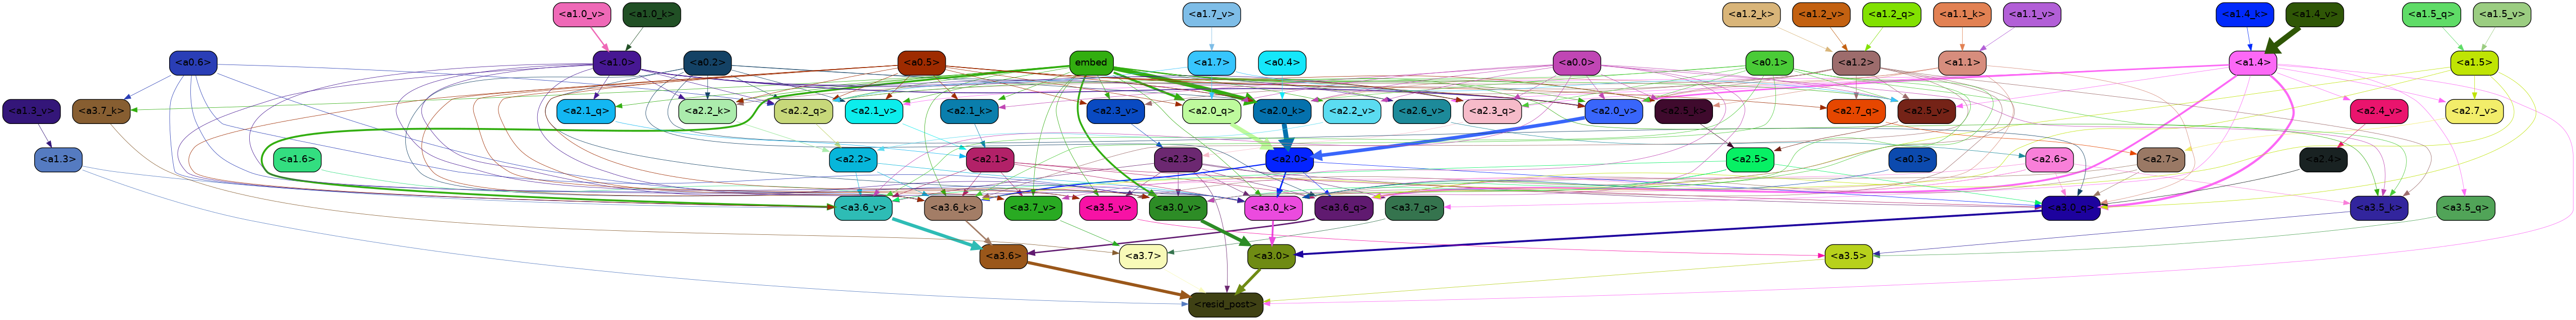 <a1.0_v> <a1.0_k> <a1.7_v> <a1.2_k> <a1.2_v> <a1.2_q> <a1.1_k> <a1.1_v> <a1.4_k> <a1.4_v> <a1.5_q> <a1.5_v>
<a0.6> <a1.0> <a0.2> <a0.5> embed <a1.7> <a0.4> <a0.0> <a0.1> <a1.2> <a1.1> <a1.4> <a1.5>
<a1.3_v> <a3.7_k> <a2.1_q> <a2.2_k> <a2.2_q> <a2.1_v> <a2.1_k> <a2.3_v> <a2.0_q> <a2.0_k> <a2.2_v> <a2.6_v> <a2.3_q> <a2.0_v> <a2.5_k> <a2.7_q> <a2.5_v> <a2.4_v> <a2.7_v>
<a1.3> <a1.6> <a2.2> <a2.1> <a2.3> <a2.0> <a2.5> <a0.3> <a2.6> <a2.7> <a2.4>
<a3.6_v> <a3.6_k> <a3.7_v> <a3.5_v> <a3.0_v> <a3.0_k> <a3.6_q> <a3.7_q> <a3.0_q> <a3.5_k> <a3.5_q>
<a3.6> <a3.7> <a3.0> <a3.5>
<resid_post>